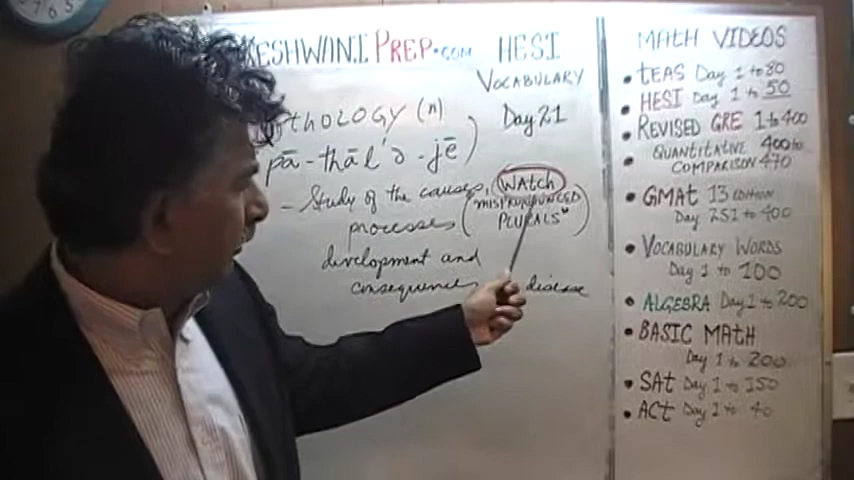 KESHWANI PREP.COM
HESI
VOCABULARY
Day 21
THOLOGY (n)
pā-thăl'ə-jē)
- Study of the causes,
processes
(WATCH
MISPRONOUNCED
PLURALS*)
development and
consequences
disease
MATH VIDEOS
• TEAS Day 1 to 80
• HESI Day 1 to 50
• REVISED GRE 1 to 400
• QUANTITATIVE 400 to
COMPARISON 470
• GMAT 13 EDITION
Day 251 to 400
• VOCABULARY WORDS
Day 1 to 100
• ALGEBRA Day 1 to 200
• BASIC MATH
Day 1 to 200
• SAT Day 1 to 150
• ACT Day 1 to 40
7 6 5